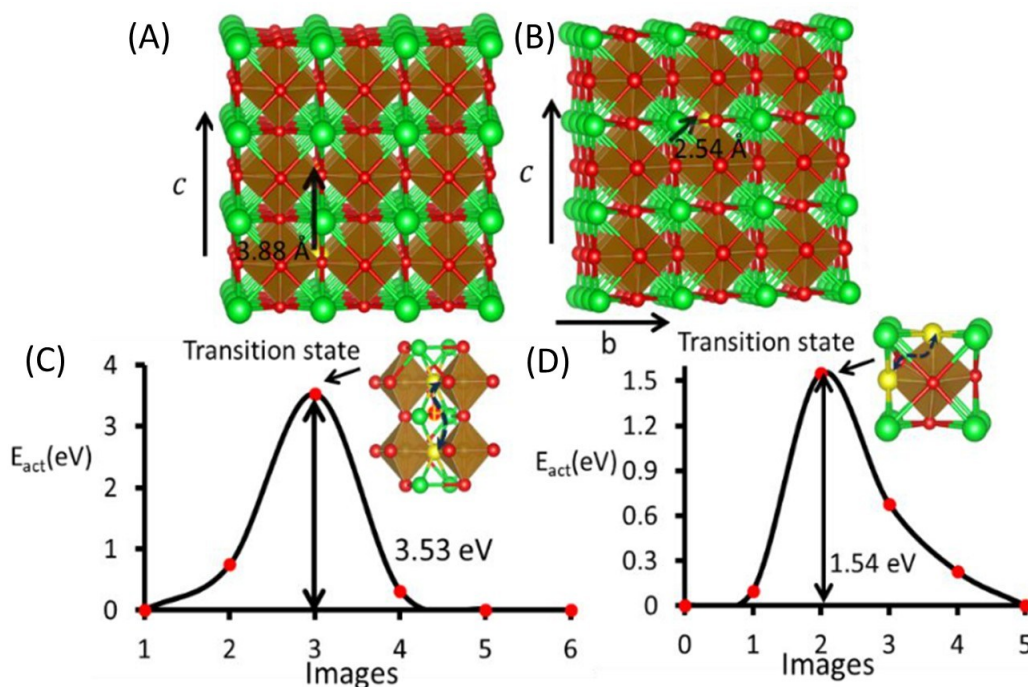 (A)
c
3.88 Å
(B)
c
2.54 Å
b
(C)
Transition state
4
3
2
1
0
E_act(eV)
3.53 eV
1 2 3 4 5 6
Images
(D)
Transition state
1.5
1.2
0.9
0.6
0.3
0
E_act(eV)
1.54 eV
0 1 2 3 4 5
Images